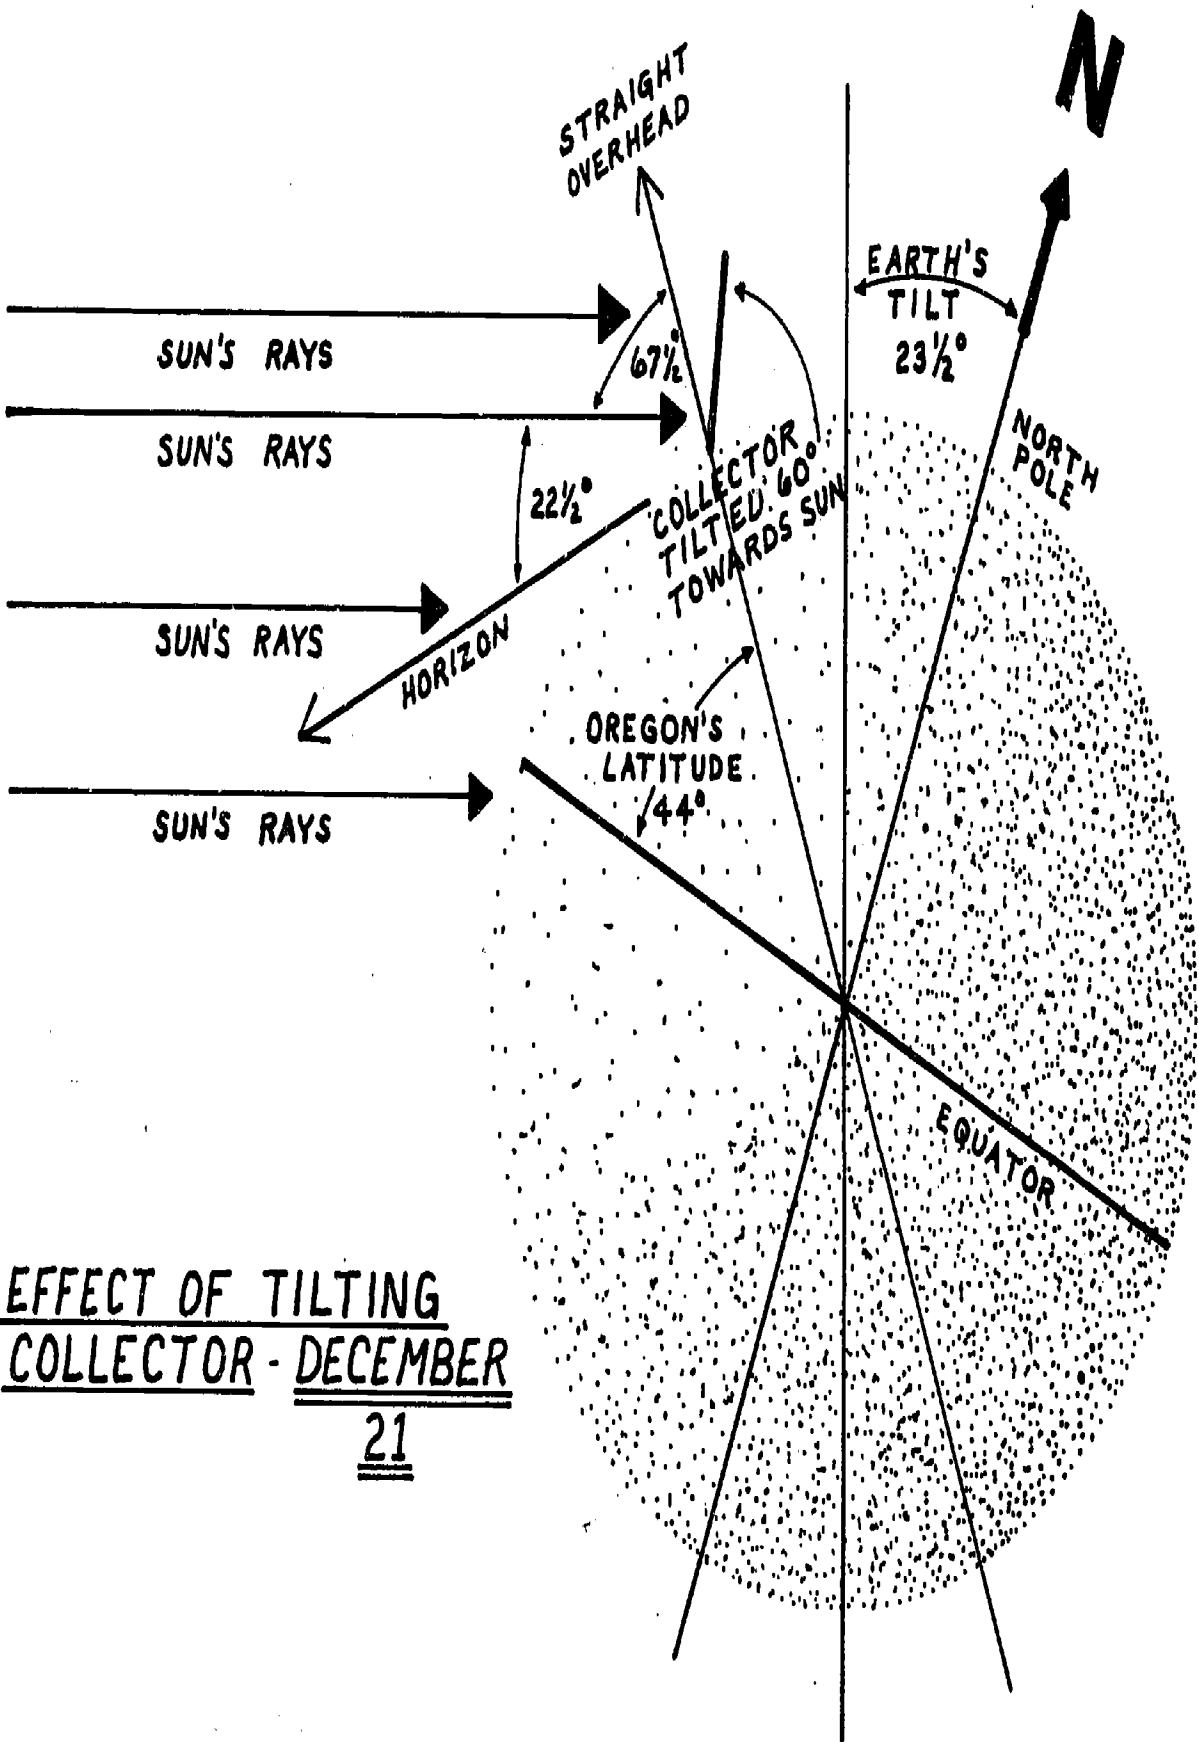 N
STRAIGHT
OVERHEAD
EARTH'S
TILT
23½°
SUN'S RAYS
67½°
SUN'S RAYS
NORTH
POLE
22½°
COLLECTOR
TILTED 60°
TOWARDS SUN
SUN'S RAYS
HORIZON
OREGON'S
LATITUDE
44°
SUN'S RAYS
EQUATOR
EFFECT OF TILTING
COLLECTOR - DECEMBER
21